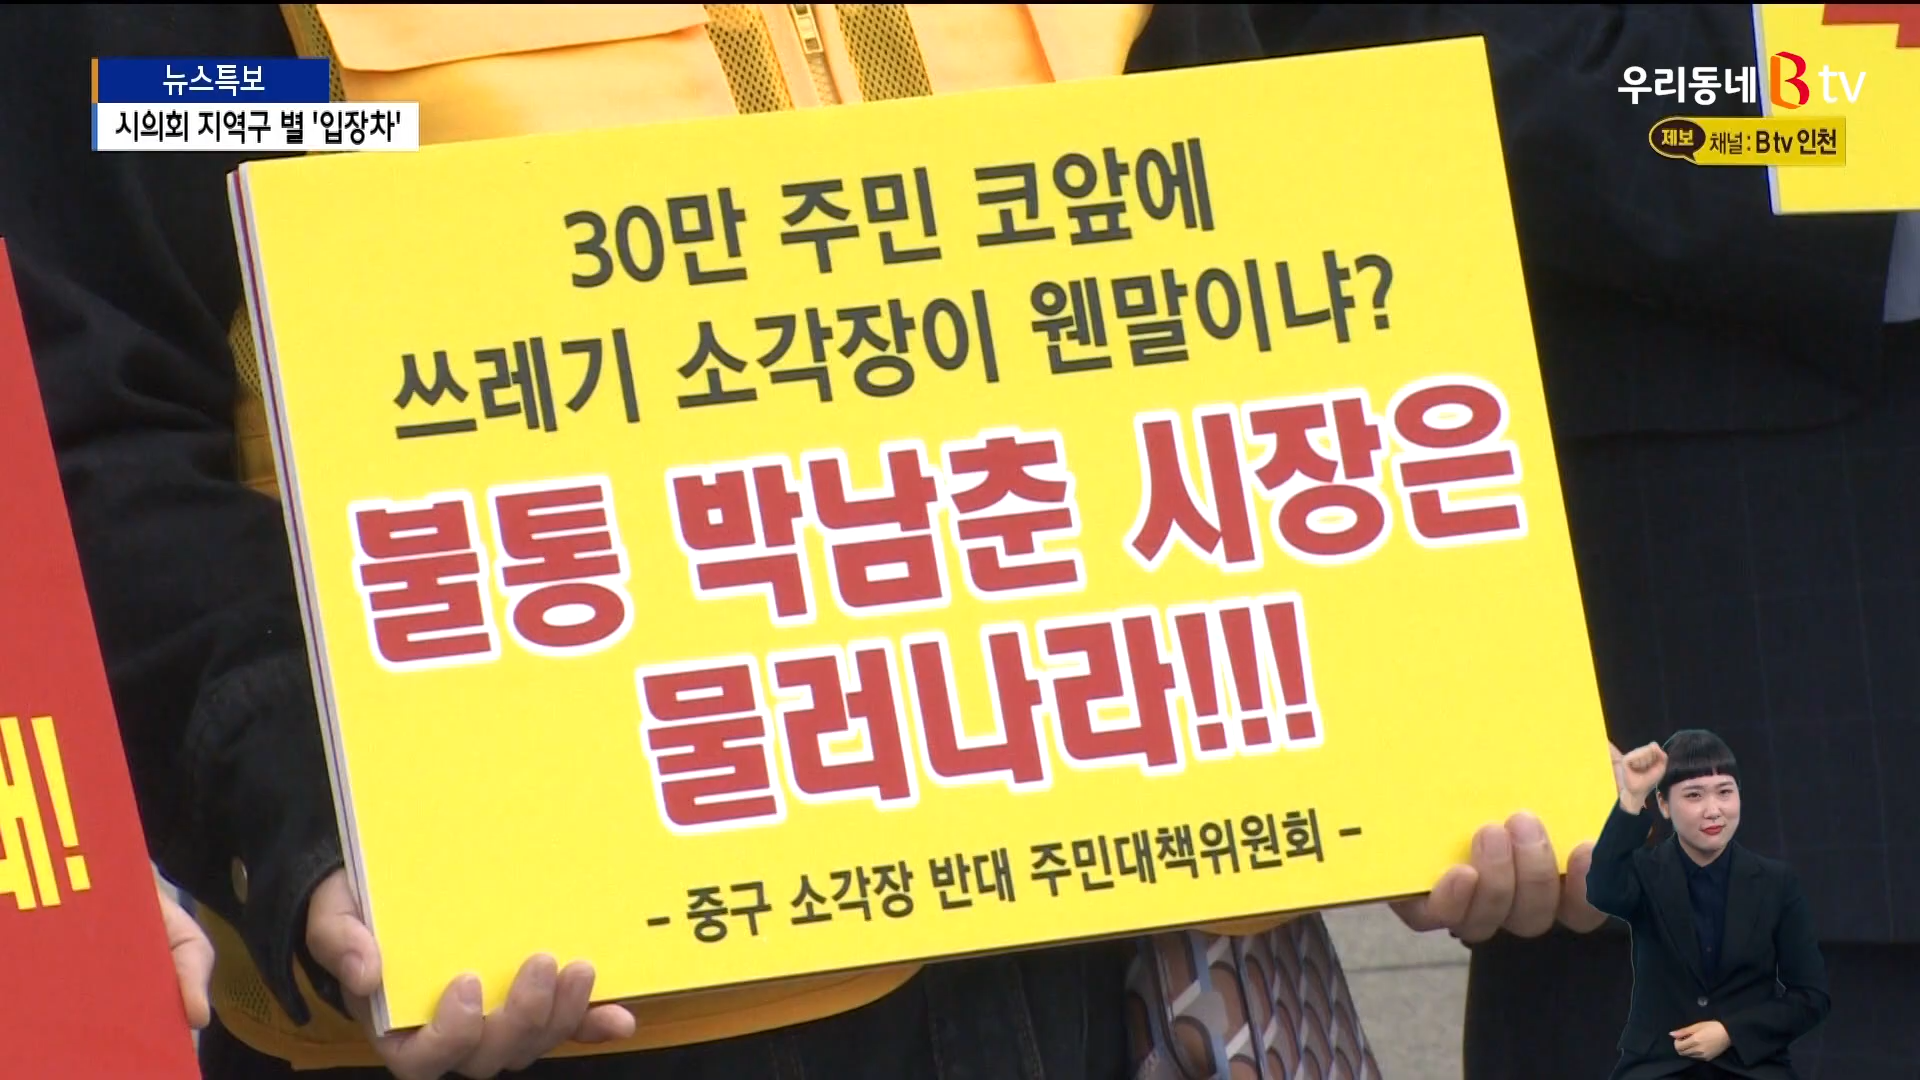 뉴스특보
시의회 지역구 별 '입장차'
우리동네 B tv
제보 채널 : B tv 인천
30만 주민 코앞에
쓰레기 소각장이 웬말이냐?
불통 박남춘 시장은
물러나라!!!
- 중구 소각장 반대 주민대책위원회 -